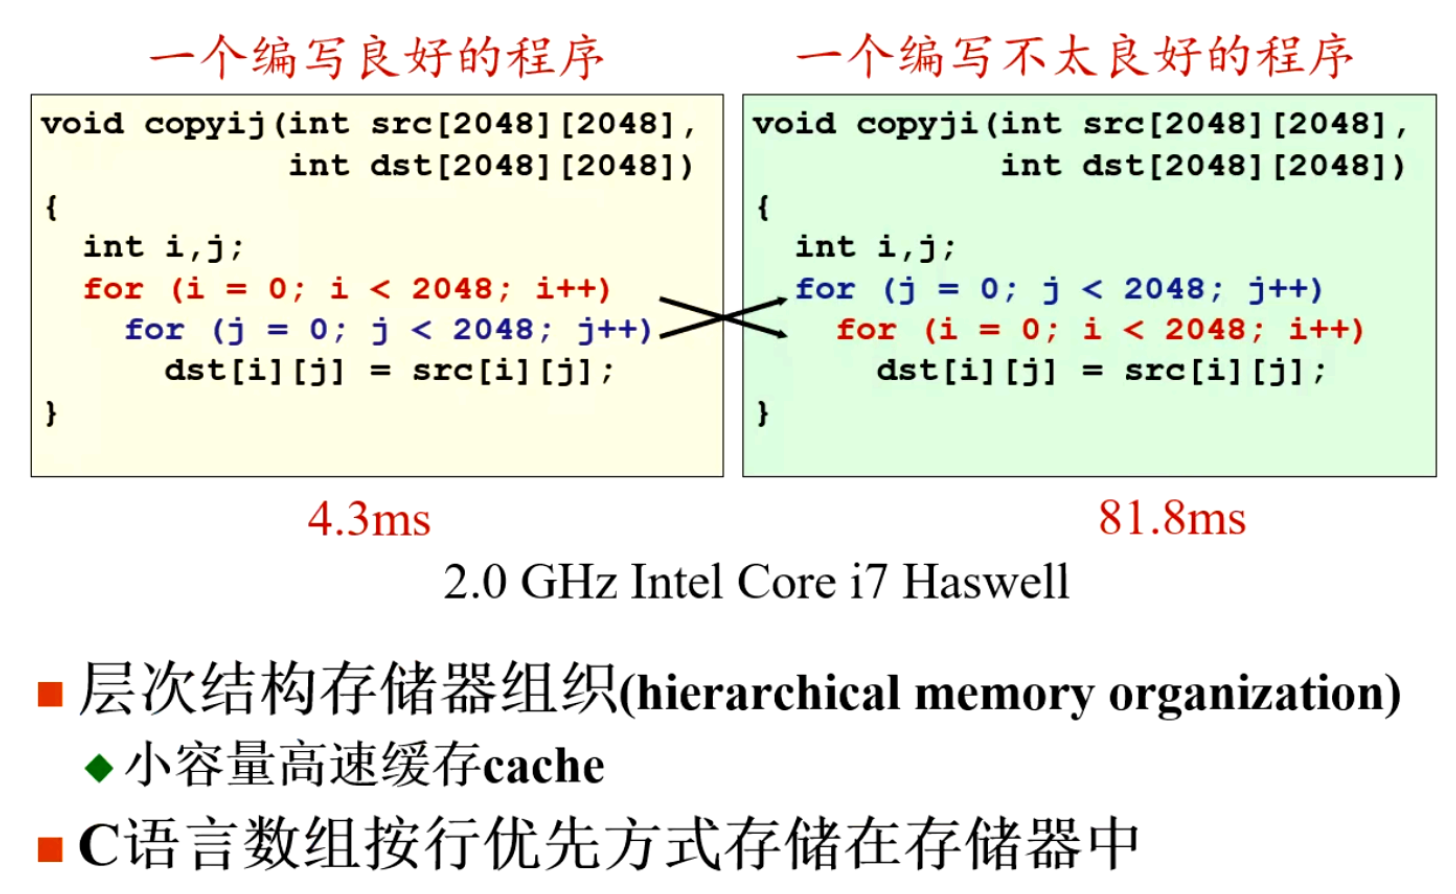 一个编写良好的程序
一个编写不太良好的程序
void copyij(int src[2048][2048],
            int dst[2048][2048])
{
  int i,j;
  for (i = 0; i < 2048; i++)
    for (j = 0; j < 2048; j++)
      dst[i][j] = src[i][j];
}
void copyji(int src[2048][2048],
            int dst[2048][2048])
{
  int i,j;
  for (j = 0; j < 2048; j++)
    for (i = 0; i < 2048; i++)
      dst[i][j] = src[i][j];
}
4.3ms
81.8ms
2.0 GHz Intel Core i7 Haswell
层次结构存储器组织(hierarchical memory organization)
小容量高速缓存cache
C语言数组按行优先方式存储在存储器中